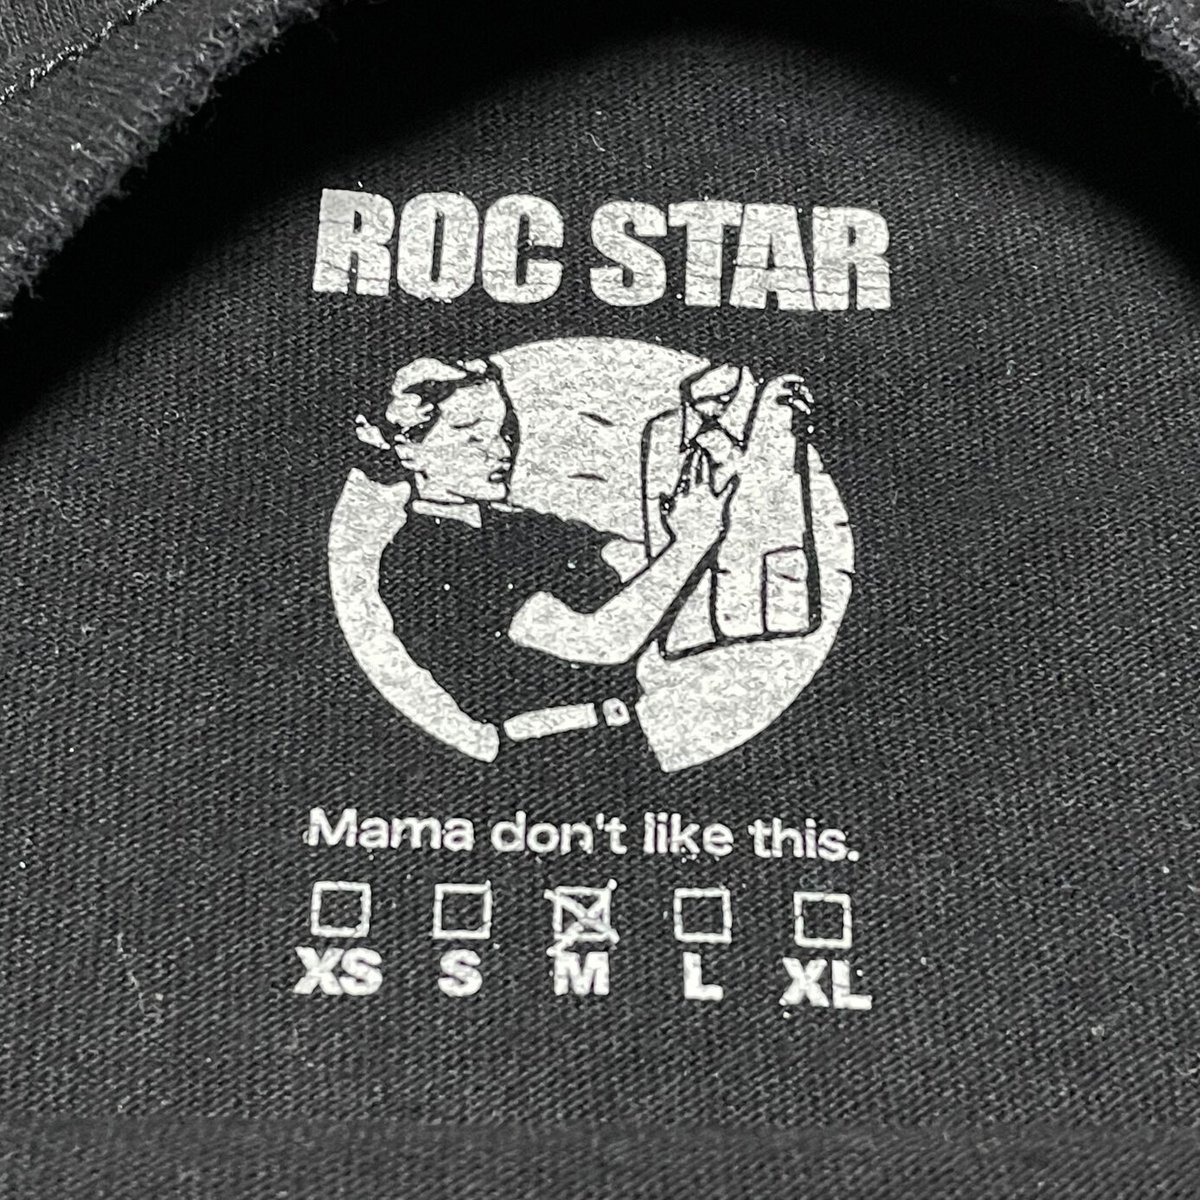 ROC STAR
Mama don't like this.
XS S M L XL